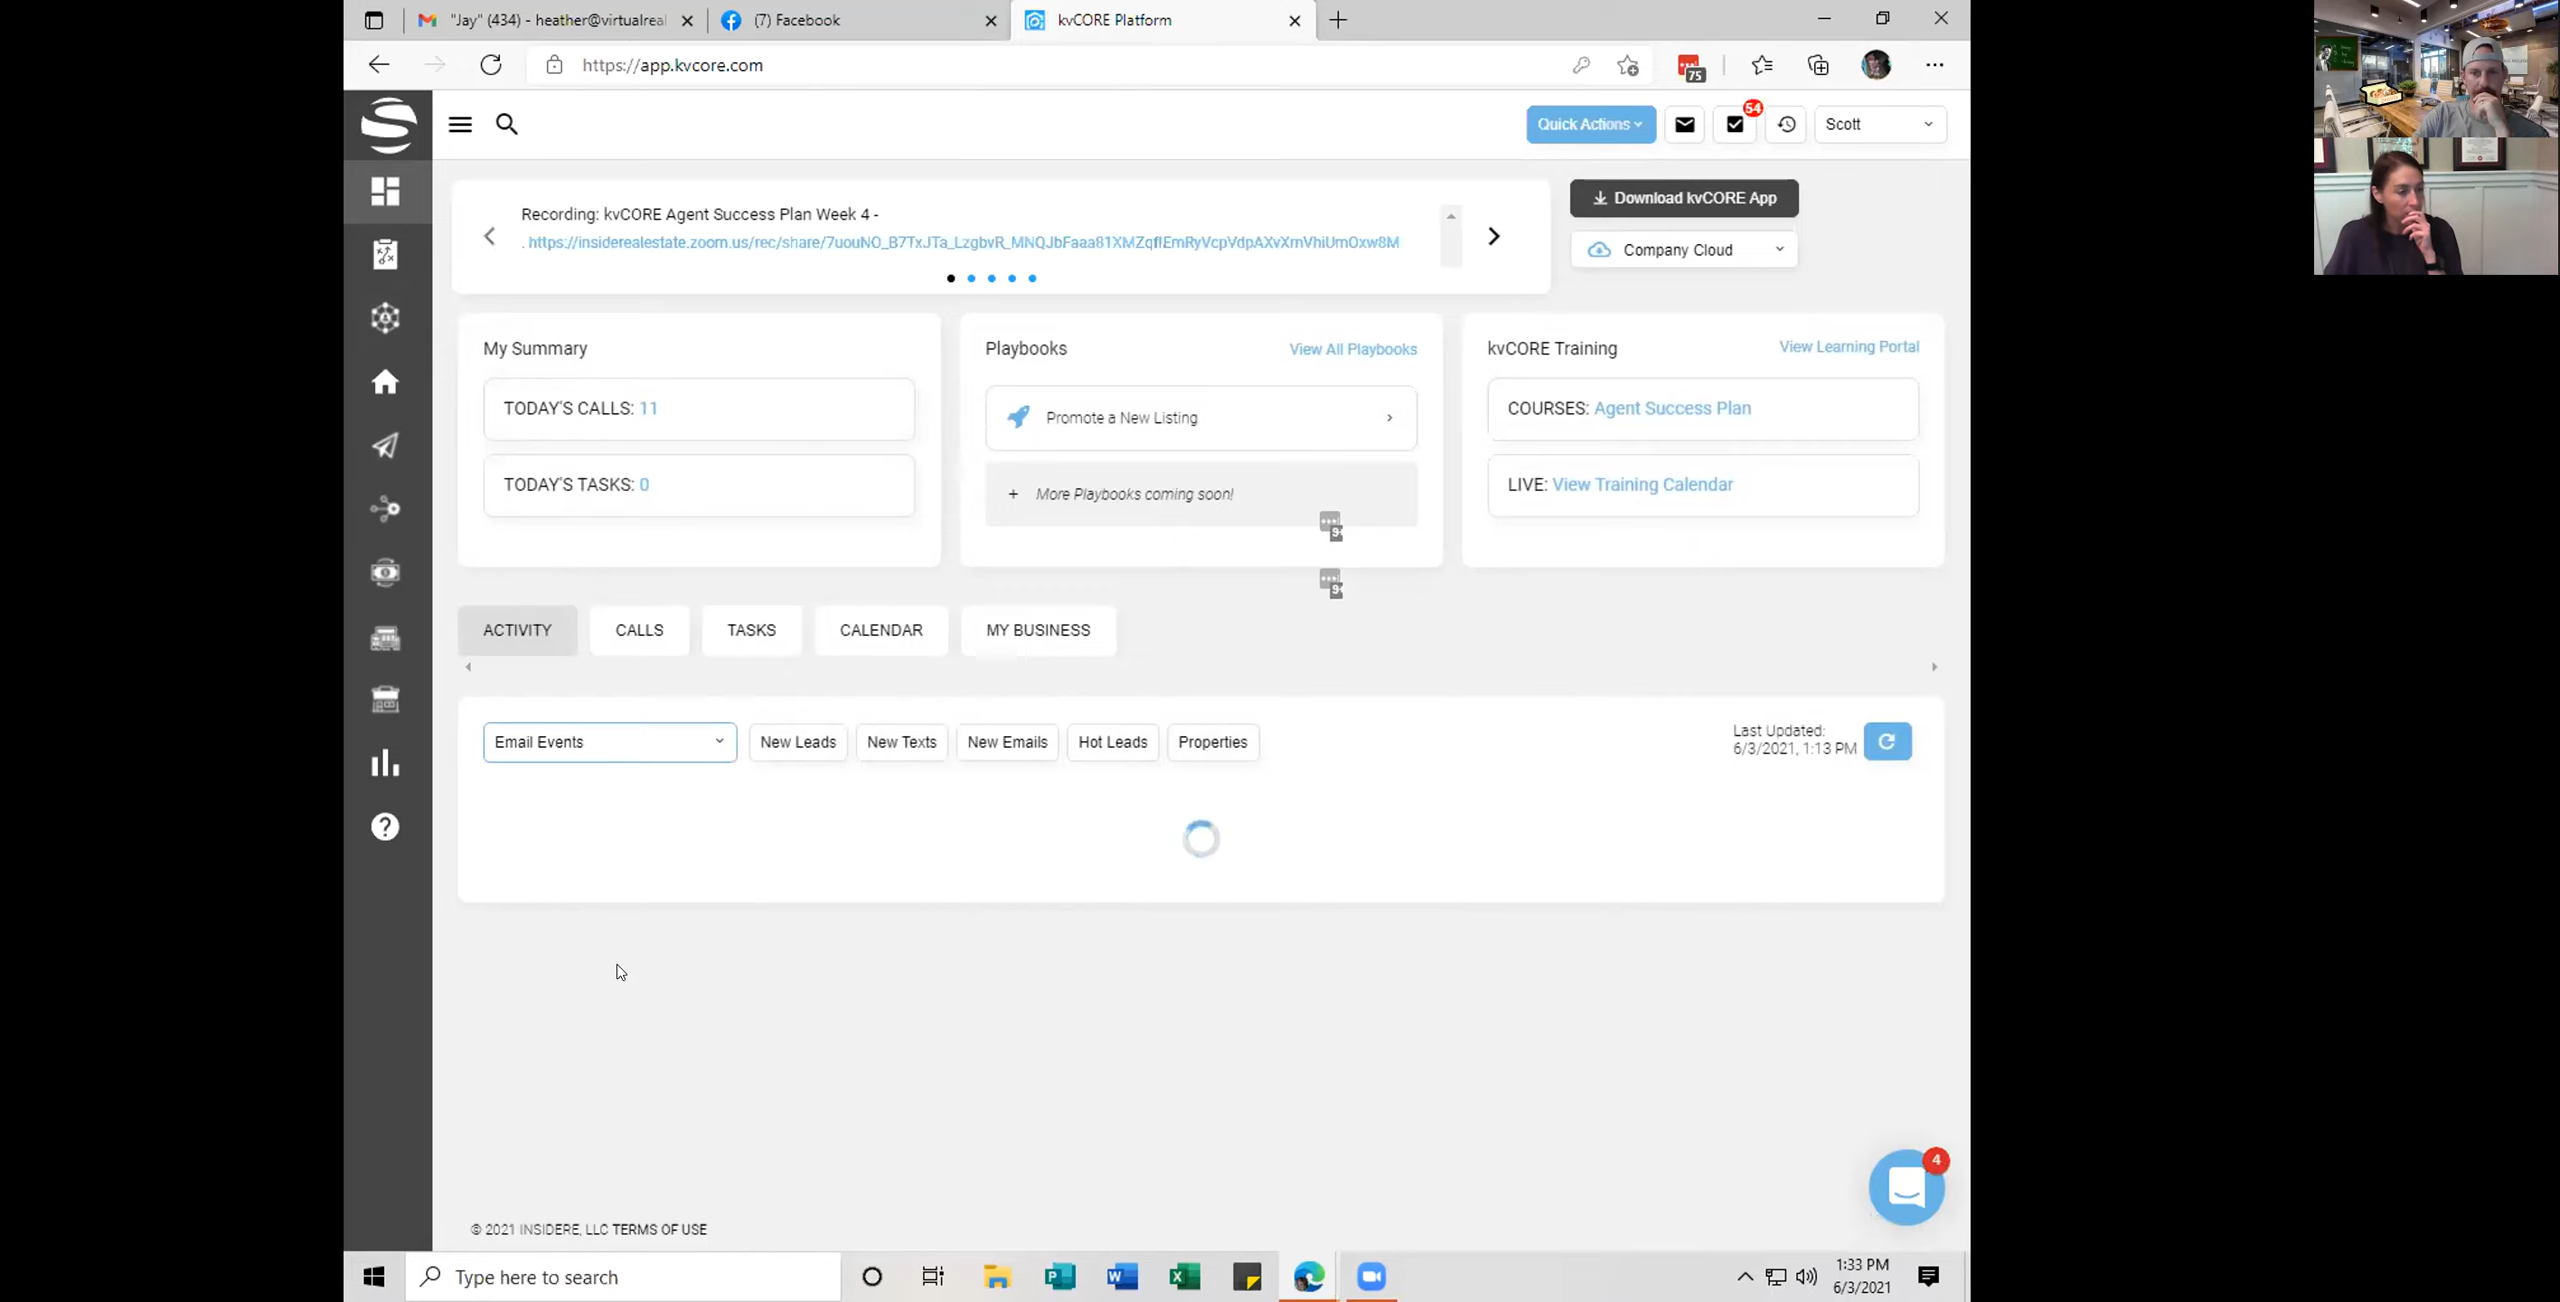 "Jay" (434) - heather@virtualreal
(7) Facebook
kvCORE Platform
https://app.kvcore.com
75
Quick Actions
54
Scott
Recording: kvCORE Agent Success Plan Week 4 -
. https://insiderealestate.zoom.us/rec/share/7uouNO_B7TxJTa_LzgbvR_MNQJbFaaa81XMZqflEmRyVcpVdpAXvXrnVhiUmOxw8M
Download kvCORE App
Company Cloud
My Summary
TODAY'S CALLS: 11
TODAY'S TASKS: 0
Playbooks
View All Playbooks
Promote a New Listing
+ More Playbooks coming soon!
9+
9+
kvCORE Training
View Learning Portal
COURSES: Agent Success Plan
LIVE: View Training Calendar
ACTIVITY
CALLS
TASKS
CALENDAR
MY BUSINESS
Email Events
New Leads
New Texts
New Emails
Hot Leads
Properties
Last Updated:
6/3/2021, 1:13 PM
4
© 2021 INSIDERE, LLC TERMS OF USE
Type here to search
1:33 PM
6/3/2021